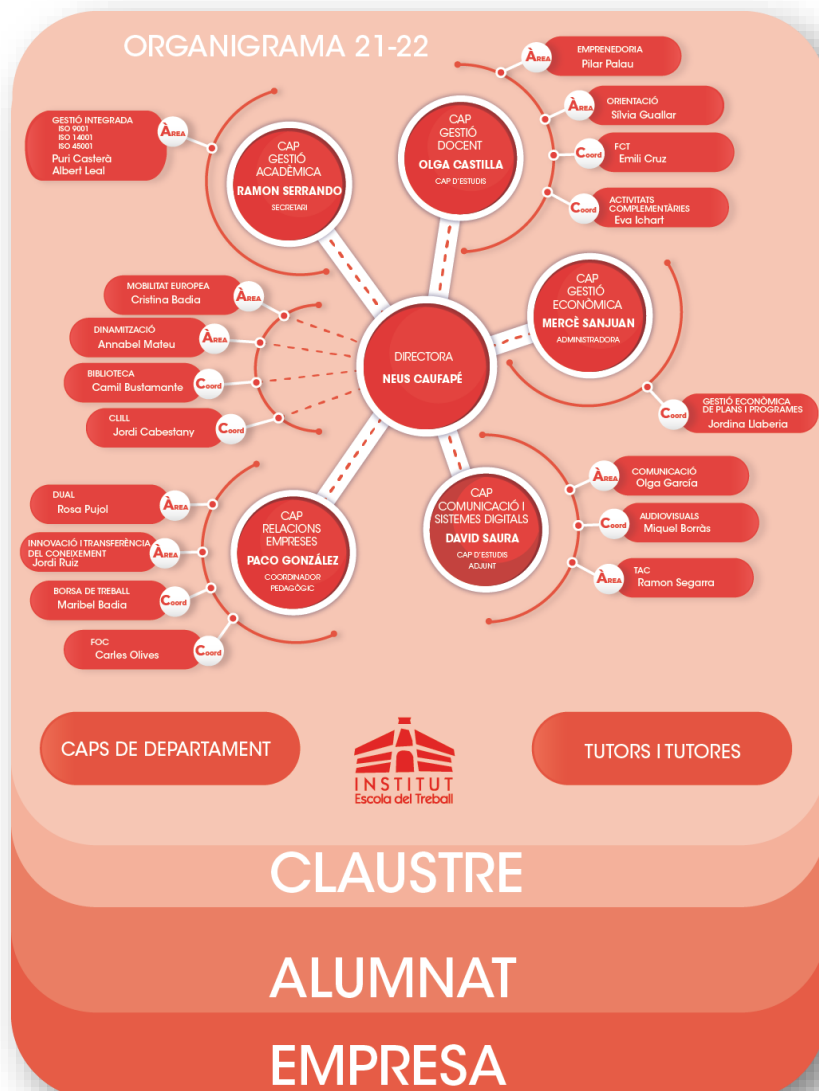 ORGANIGRAMA 21-22
GESTIÓ INTEGRADA
ISO 9001
ISO 14001
ISO 45001
Puri Casterà
Albert Leal
ÀREA
CAP
GESTIÓ
ACADÈMICA
RAMON SERRANDO
SECRETARI
CAP
GESTIÓ
DOCENT
OLGA CASTILLA
CAP D'ESTUDIS
ÀREA
EMPRENEDORIA
Pilar Palau
ÀREA
ORIENTACIÓ
Sílvia Guallar
Coord
FCT
Emili Cruz
Coord
ACTIVITATS
COMPLEMENTÀRIES
Eva Ichart
MOBILITAT EUROPEA
Cristina Badia
ÀREA
DINAMITZACIÓ
Annabel Mateu
ÀREA
BIBLIOTECA
Camil Bustamante
Coord
CLILL
Jordi Cabestany
Coord
DIRECTORA
NEUS CAUFAPÉ
CAP
GESTIÓ
ECONÒMICA
MERCÈ SANJUAN
ADMINISTRADORA
Coord
GESTIÓ ECONÒMICA
DE PLANS I PROGRAMES
Jordina Llaberia
DUAL
Rosa Pujol
ÀREA
INNOVACIÓ I TRANSFERÈNCIA
DEL CONEIXEMENT
Jordi Ruiz
ÀREA
BORSA DE TREBALL
Maribel Badia
Coord
FOC
Carles Olives
Coord
CAP
RELACIONS
EMPRESES
PACO GONZÁLEZ
COORDINADOR
PEDAGÒGIC
CAP
COMUNICACIÓ I
SISTEMES DIGITALS
DAVID SAURA
CAP D'ESTUDIS
ADJUNT
ÀREA
COMUNICACIÓ
Olga García
Coord
AUDIOVISUALS
Miquel Borràs
ÀREA
TAC
Ramon Segarra
CAPS DE DEPARTAMENT
INSTITUT
Escola del Treball
TUTORS I TUTORES
CLAUSTRE
ALUMNAT
EMPRESA